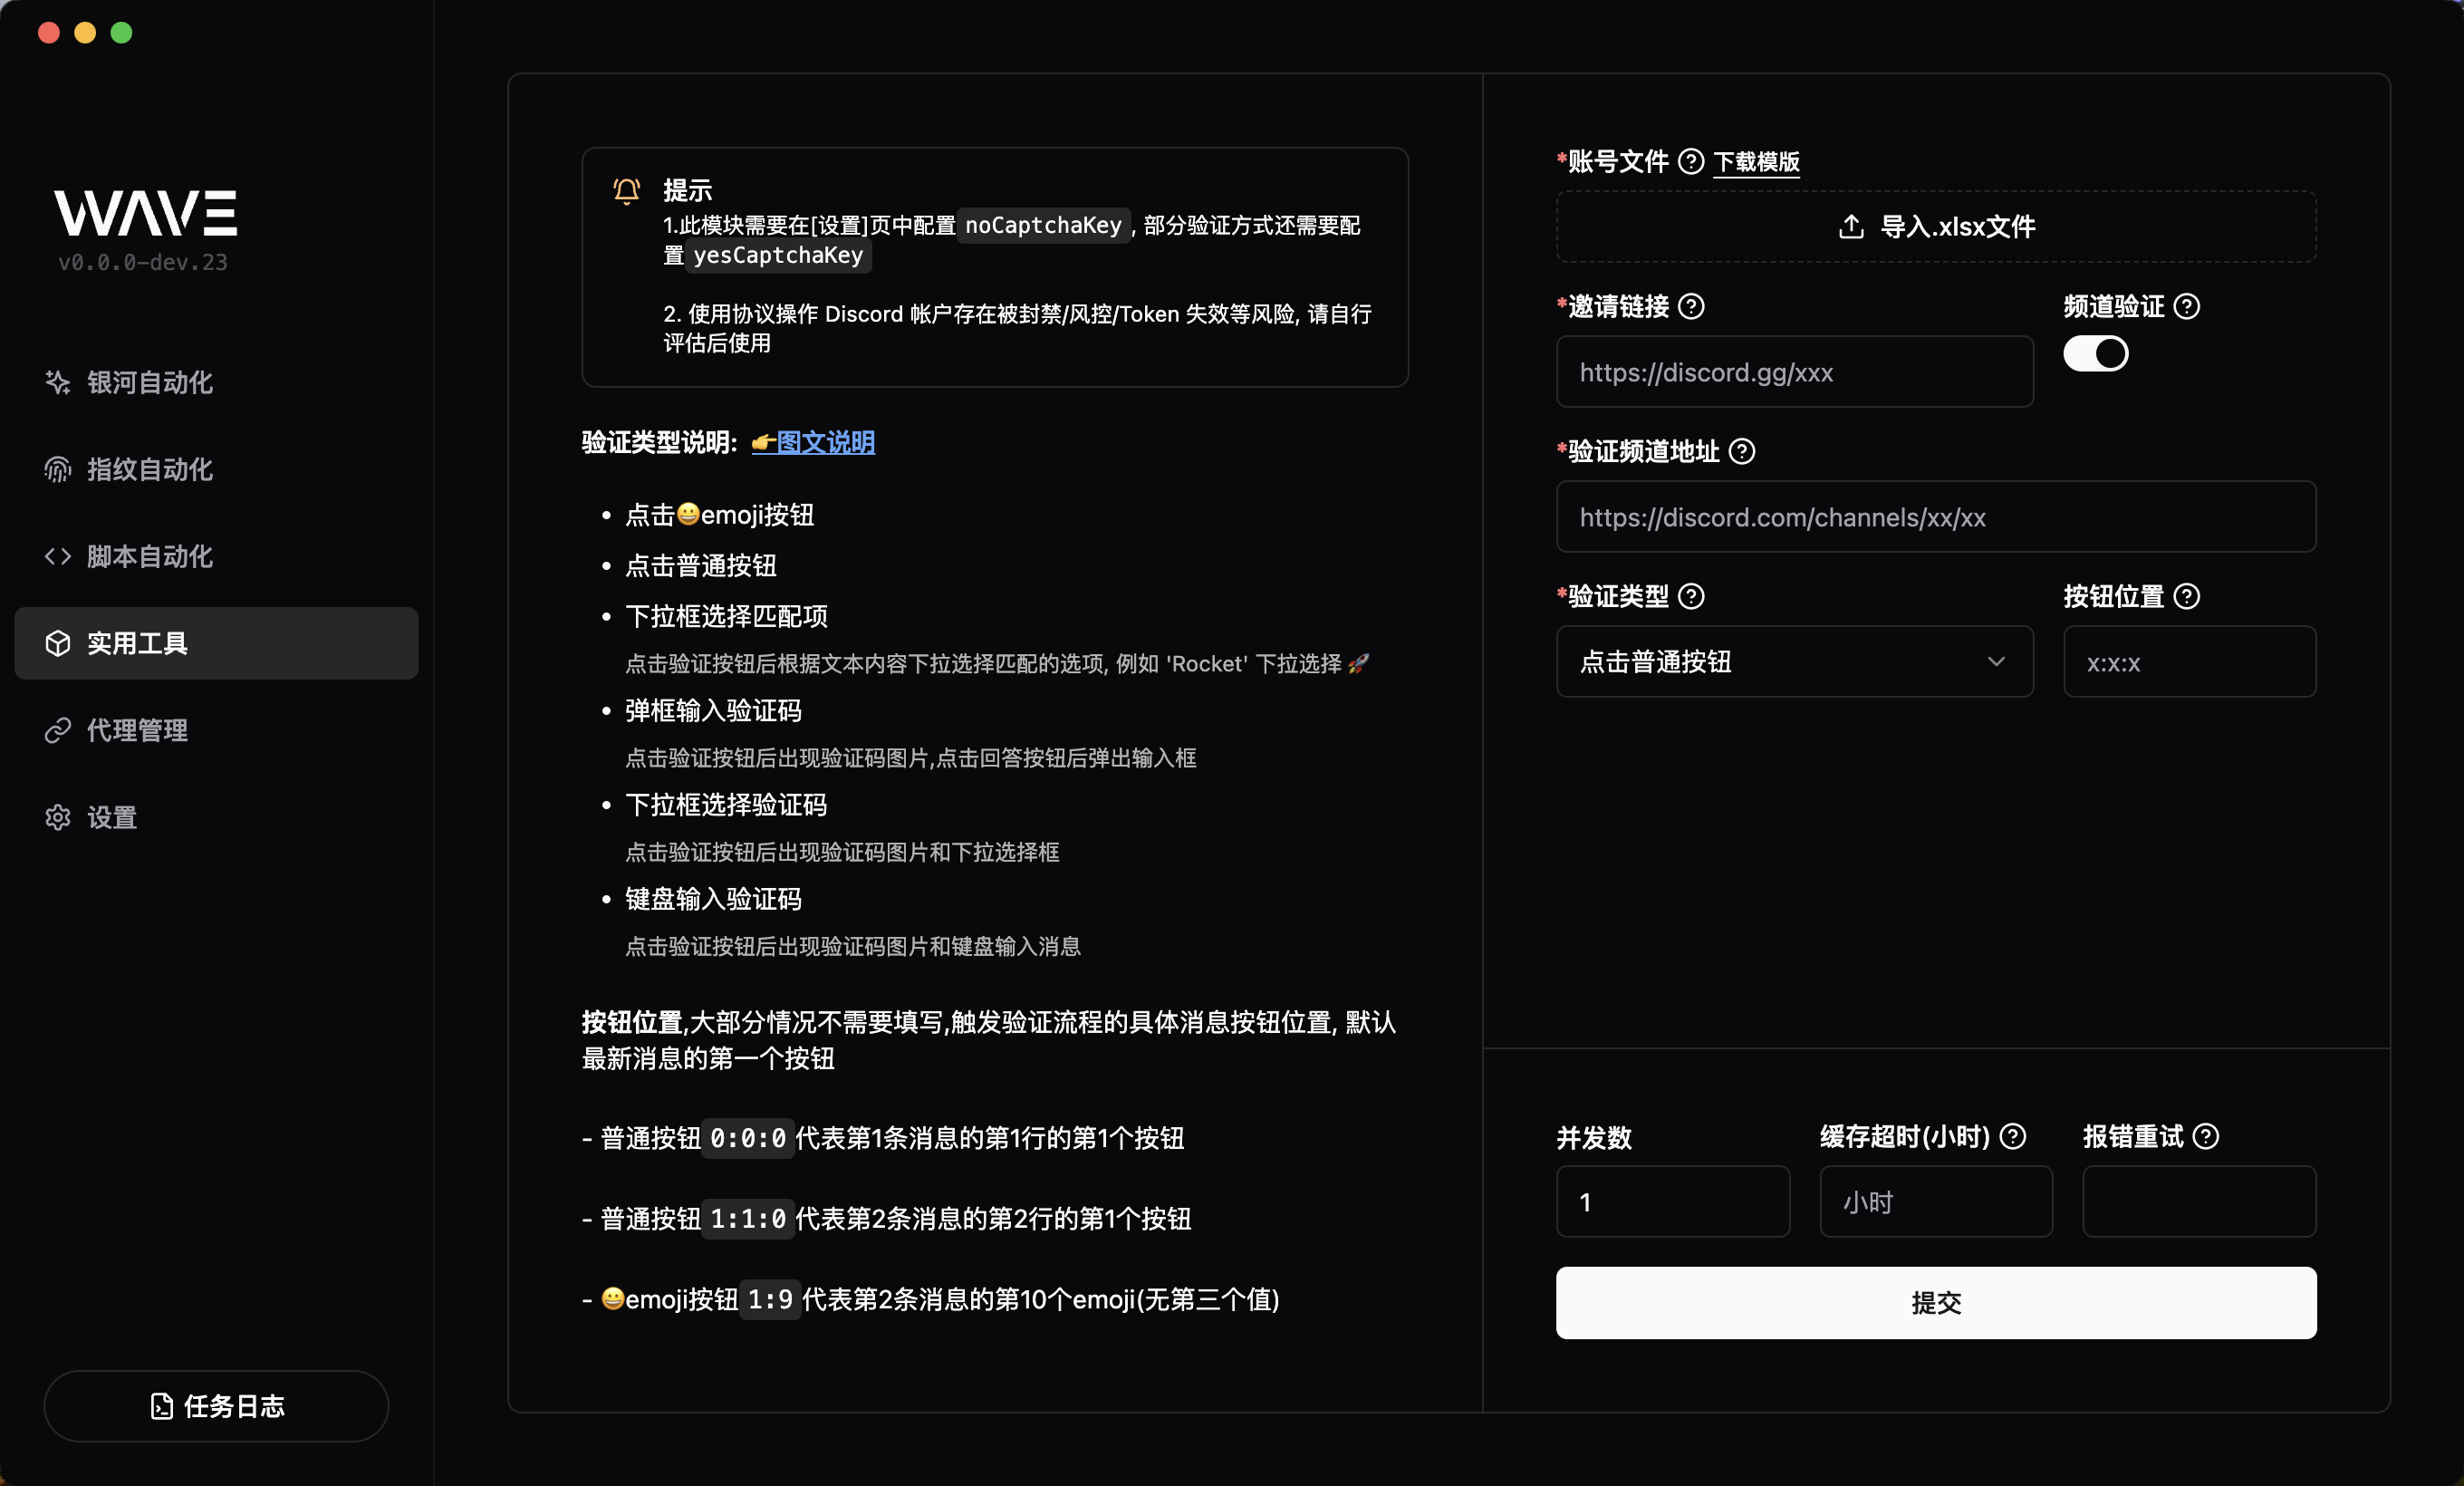 WAVE
v0.0.0-dev.23
银河自动化
指纹自动化
脚本自动化
实用工具
代理管理
设置
任务日志
提示
1.此模块需要在[设置]页中配置 noCaptchaKey , 部分验证方式还需要配
置 yesCaptchaKey
2. 使用协议操作 Discord 帐户存在被封禁/风控/Token 失效等风险, 请自行
评估后使用
验证类型说明: 👉图文说明
• 点击😀emoji按钮
• 点击普通按钮
• 下拉框选择匹配项
点击验证按钮后根据文本内容下拉选择匹配的选项, 例如 'Rocket' 下拉选择 🚀
• 弹框输入验证码
点击验证按钮后出现验证码图片,点击回答按钮后弹出输入框
• 下拉框选择验证码
点击验证按钮后出现验证码图片和下拉选择框
• 键盘输入验证码
点击验证按钮后出现验证码图片和键盘输入消息
按钮位置,大部分情况不需要填写,触发验证流程的具体消息按钮位置, 默认
最新消息的第一个按钮
- 普通按钮 0:0:0 代表第1条消息的第1行的第1个按钮
- 普通按钮 1:1:0 代表第2条消息的第2行的第1个按钮
- 😀emoji按钮 1:9 代表第2条消息的第10个emoji(无第三个值)
*账号文件 下载模版
导入.xlsx文件
*邀请链接 频道验证
https://discord.gg/xxx
*验证频道地址
https://discord.com/channels/xx/xx
*验证类型 按钮位置
点击普通按钮 x:x:x
并发数 缓存超时(小时) 报错重试
1 小时
提交